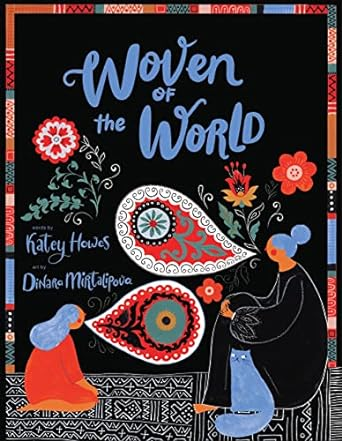 Woven
OF
the WORLD
words by
Katey Howes
art by
Dinara Mirtalipova